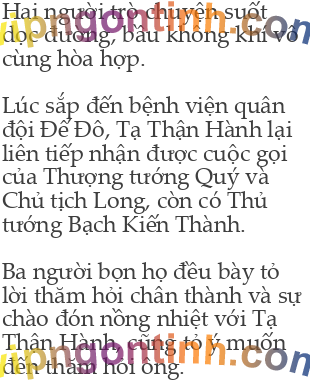 Hai người trò chuyện suốt
dọc đường, bầu không khí vô
cùng hòa hợp.
Lúc sắp đến bệnh viện quân
đội Đế Đô, Tạ Thận Hành lại
liên tiếp nhận được cuộc gọi
của Thượng tướng Quý và
Chủ tịch Long, còn có Thủ
tướng Bạch Kiến Thành.
Ba người bọn họ đều bày tỏ
lời thăm hỏi chân thành và sự
chào đón nồng nhiệt với Tạ
Thận Hành, cũng tỏ ý muốn
đến thăm hỏi ông.
vipngontinh.com
vipngontinh.com